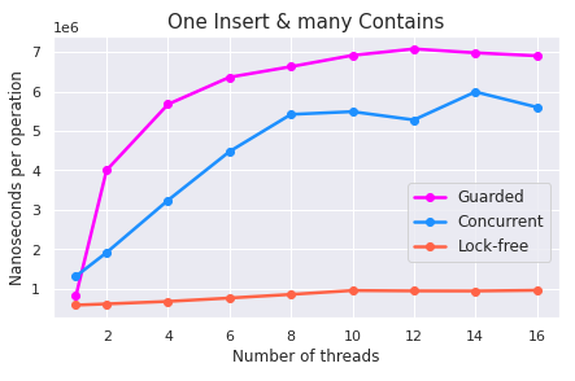 One Insert & many Contains
1e6
Nanoseconds per operation
7
6
5
4
3
2
1
Guarded
Concurrent
Lock-free
2 4 6 8 10 12 14 16
Number of threads